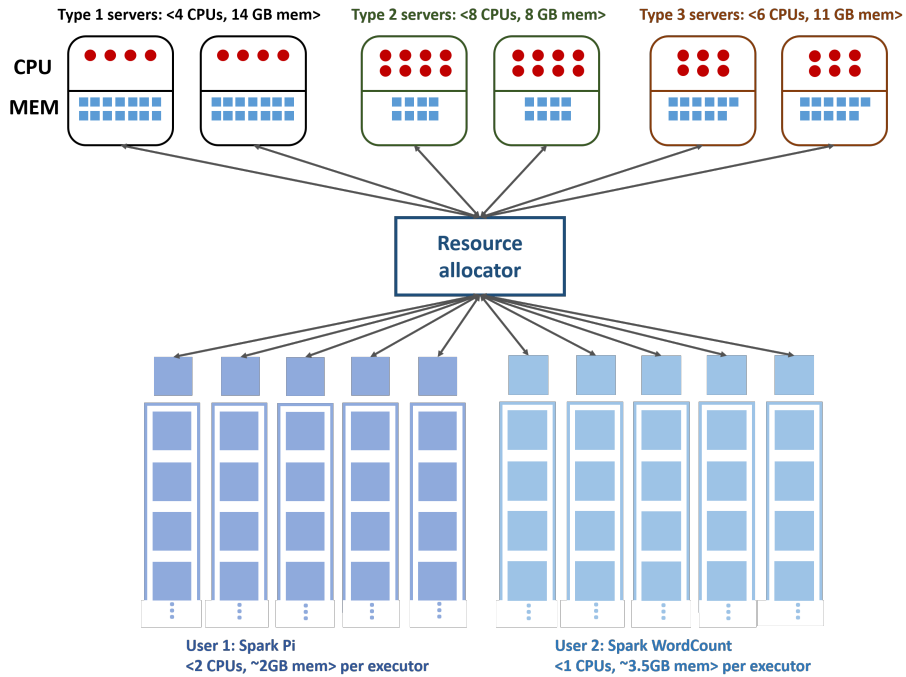 Type 1 servers: <4 CPUs, 14 GB mem>
Type 2 servers: <8 CPUs, 8 GB mem>
Type 3 servers: <6 CPUs, 11 GB mem>
CPU
MEM
Resource
allocator
User 1: Spark Pi
<2 CPUs, ~2GB mem> per executor
User 2: Spark WordCount
<1 CPUs, ~3.5GB mem> per executor